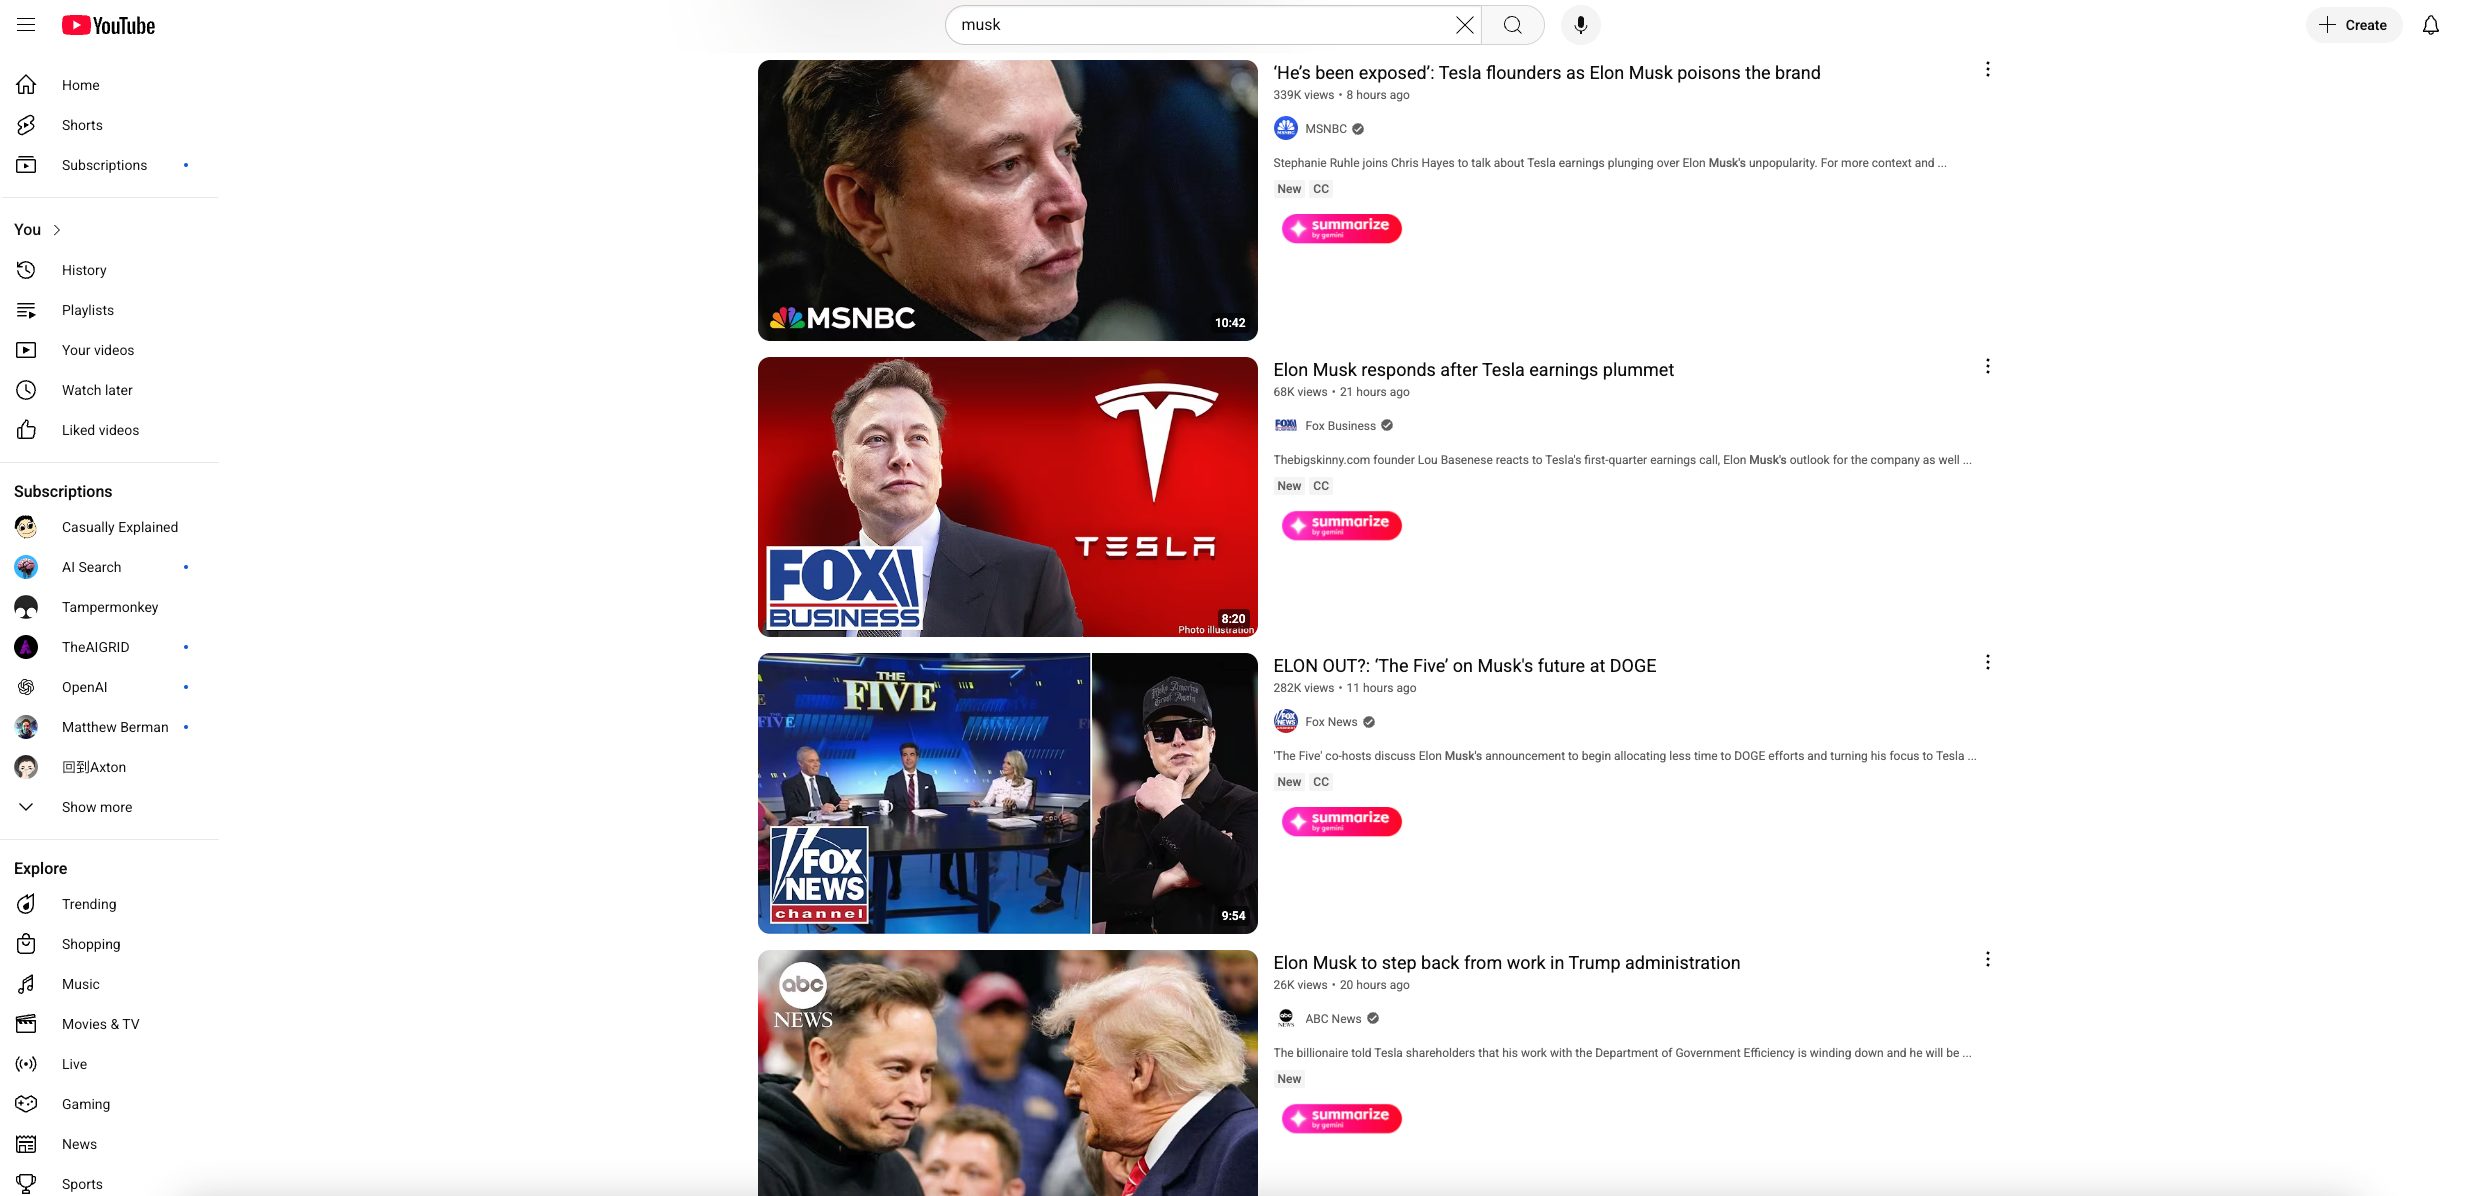 YouTube
musk
Create
Home
Shorts
Subscriptions
You
History
Playlists
Your videos
Watch later
Liked videos
Subscriptions
Casually Explained
AI Search
Tampermonkey
TheAIGRID
OpenAI
Matthew Berman
回到Axton
Show more
Explore
Trending
Shopping
Music
Movies & TV
Live
Gaming
News
Sports
MSNBC
10:42
‘He’s been exposed’: Tesla flounders as Elon Musk poisons the brand
339K views • 8 hours ago
MSNBC
Stephanie Ruhle joins Chris Hayes to talk about Tesla earnings plunging over Elon Musk's unpopularity. For more context and ...
New CC
summarize
by gemini
TESLA
FOX
BUSINESS
8:20
Photo illustration
Elon Musk responds after Tesla earnings plummet
68K views • 21 hours ago
Fox Business
Thebigskinny.com founder Lou Basenese reacts to Tesla's first-quarter earnings call, Elon Musk's outlook for the company as well ...
New CC
summarize
by gemini
THE
FIVE
FIVE
Make America
Great Again
FOX
NEWS
channel
9:54
ELON OUT?: ‘The Five’ on Musk's future at DOGE
282K views • 11 hours ago
Fox News
'The Five' co-hosts discuss Elon Musk's announcement to begin allocating less time to DOGE efforts and turning his focus to Tesla ...
New CC
summarize
by gemini
abc
NEWS
Elon Musk to step back from work in Trump administration
26K views • 20 hours ago
ABC News
The billionaire told Tesla shareholders that his work with the Department of Government Efficiency is winding down and he will be ...
New
summarize
by gemini